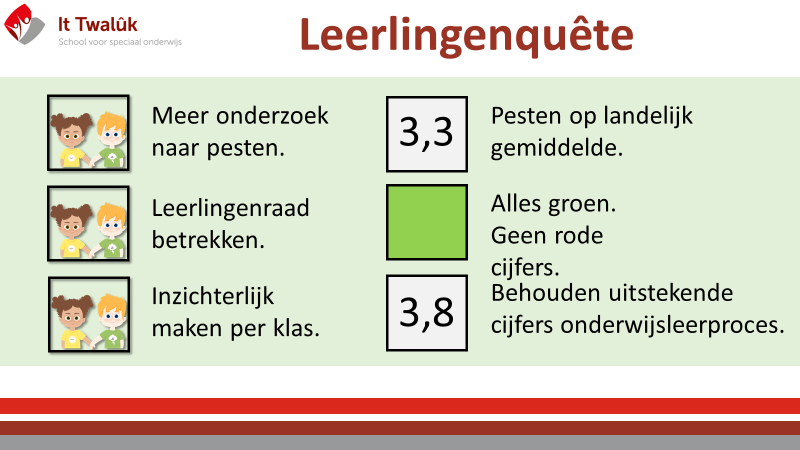 It Twalûk
School voor speciaal onderwijs
Leerlingenquête
Meer onderzoek
naar pesten.
Leerlingenraad
betrekken.
Inzichterlijk
maken per klas.
3,3
Pesten op landelijk
gemiddelde.
Alles groen.
Geen rode
cijfers.
3,8
Behouden uitstekende
cijfers onderwijsleerproces.